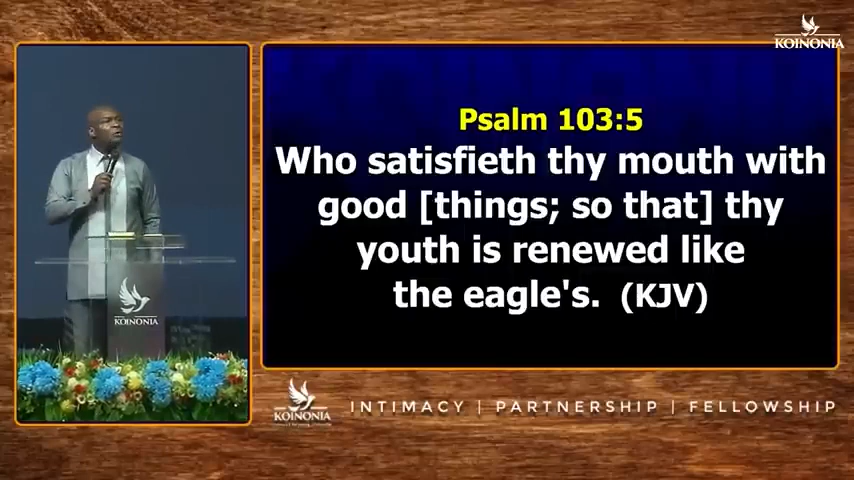 KOINONIA
Psalm 103:5
Who satisfieth thy mouth with
good [things; so that] thy
youth is renewed like
the eagle's. (KJV)
KOINONIA
KOINONIA
INTIMACY | PARTNERSHIP | FELLOWSHIP